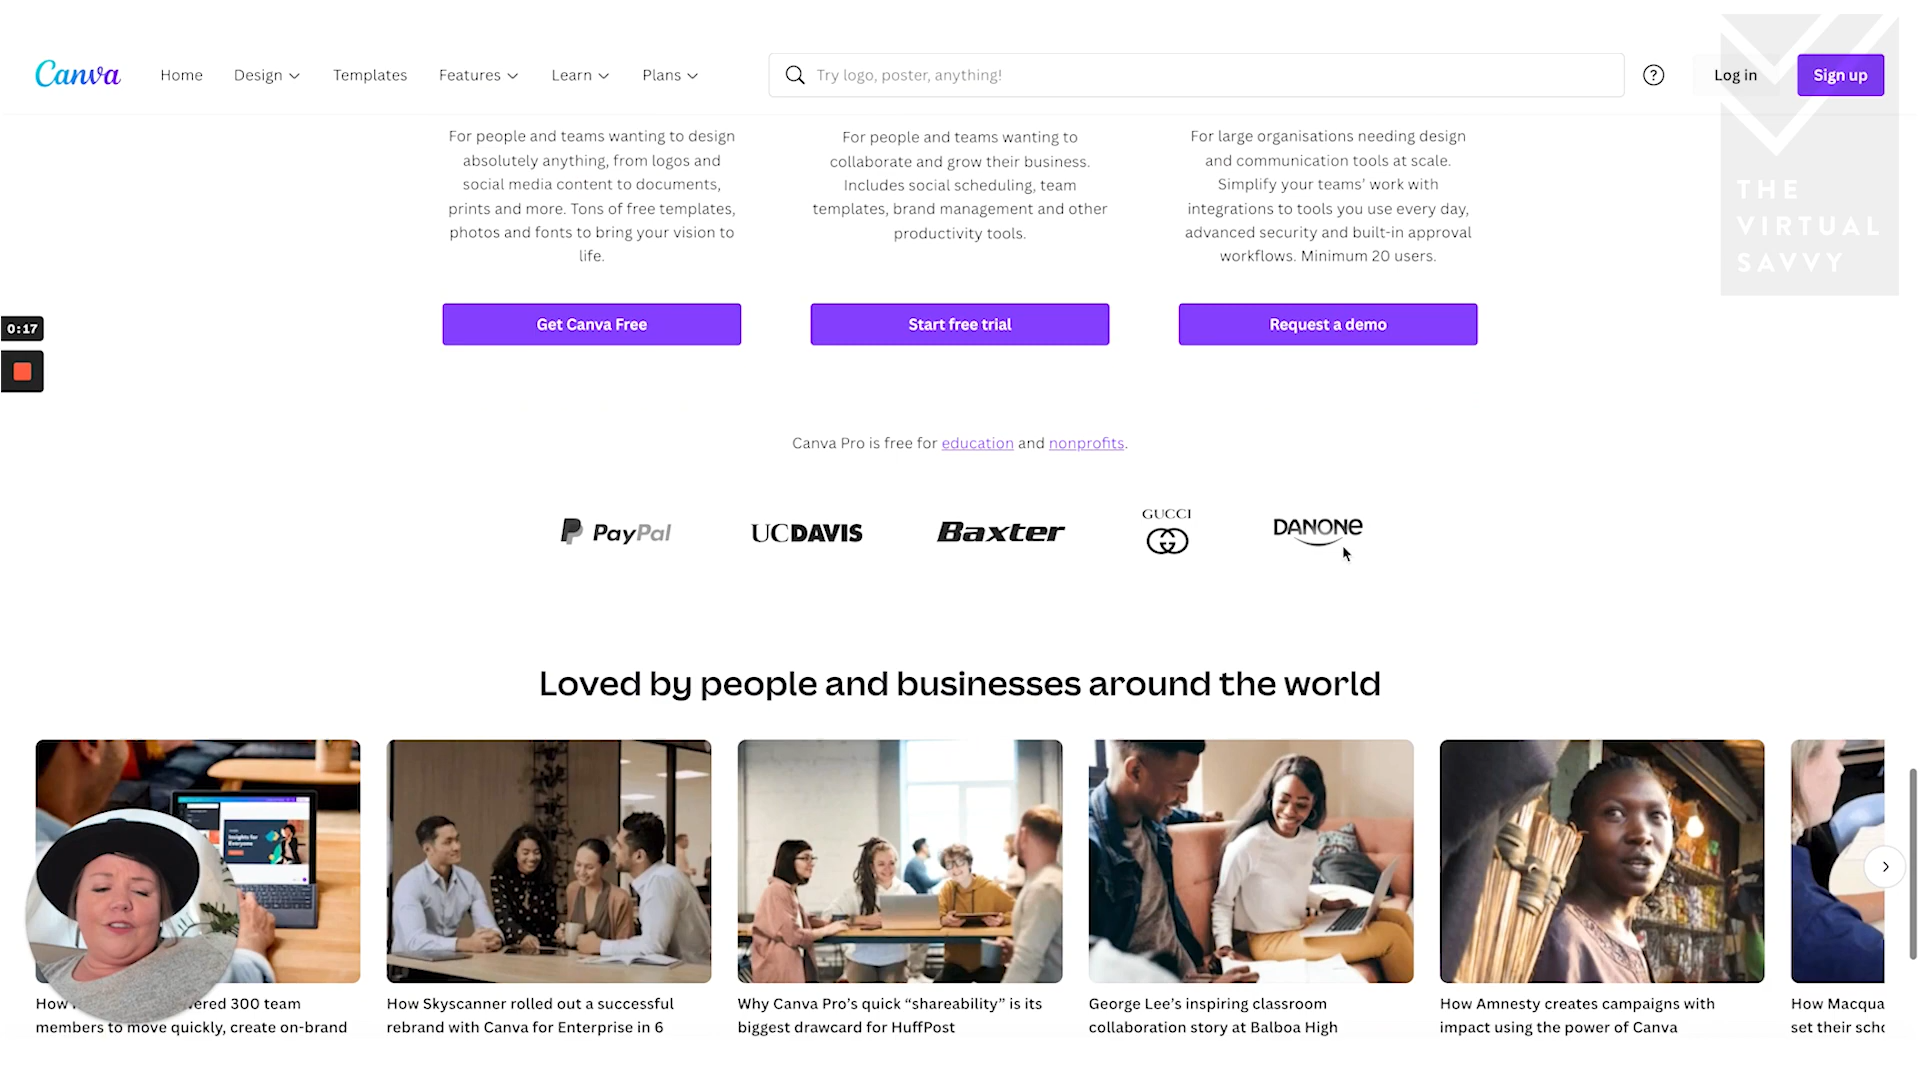 Canva
Home
Design
Templates
Features
Learn
Plans
Try logo, poster, anything!
?
Log in
Sign up
THE
VIRTUAL
SAVVY
For people and teams wanting to design
absolutely anything, from logos and
social media content to documents,
prints and more. Tons of free templates,
photos and fonts to bring your vision to
life.
Get Canva Free
For people and teams wanting to
collaborate and grow their business.
Includes social scheduling, team
templates, brand management and other
productivity tools.
Start free trial
For large organisations needing design
and communication tools at scale.
Simplify your teams' work with
integrations to tools you use every day,
advanced security and built-in approval
workflows. Minimum 20 users.
Request a demo
0:17
Canva Pro is free for education and nonprofits.
PayPal
UCDAVIS
Baxter
GUCCI
DANONE
Loved by people and businesses around the world
Insights for
Everyone
How
ered 300 team
members to move quickly, create on-brand
How Skyscanner rolled out a successful
rebrand with Canva for Enterprise in 6
Why Canva Pro's quick “shareability” is its
biggest drawcard for HuffPost
George Lee's inspiring classroom
collaboration story at Balboa High
How Amnesty creates campaigns with
impact using the power of Canva
How Macqua
set their scho